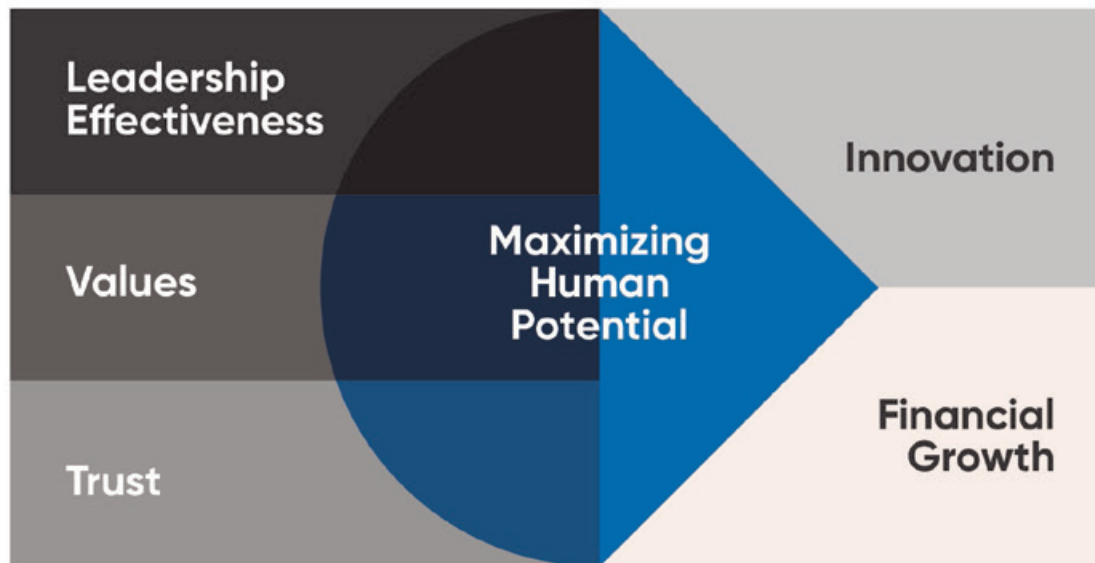 Leadership
Effectiveness
Values
Trust
Maximizing
Human
Potential
Innovation
Financial
Growth